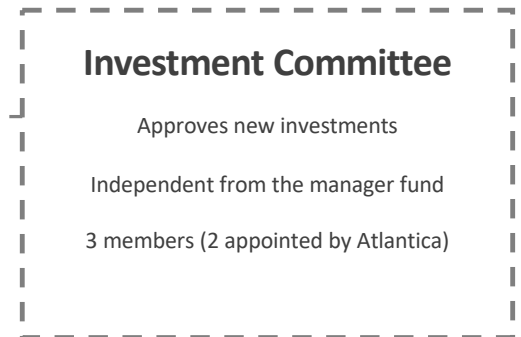 Investment Committee
Approves new investments
Independent from the manager fund
3 members (2 appointed by Atlantica)